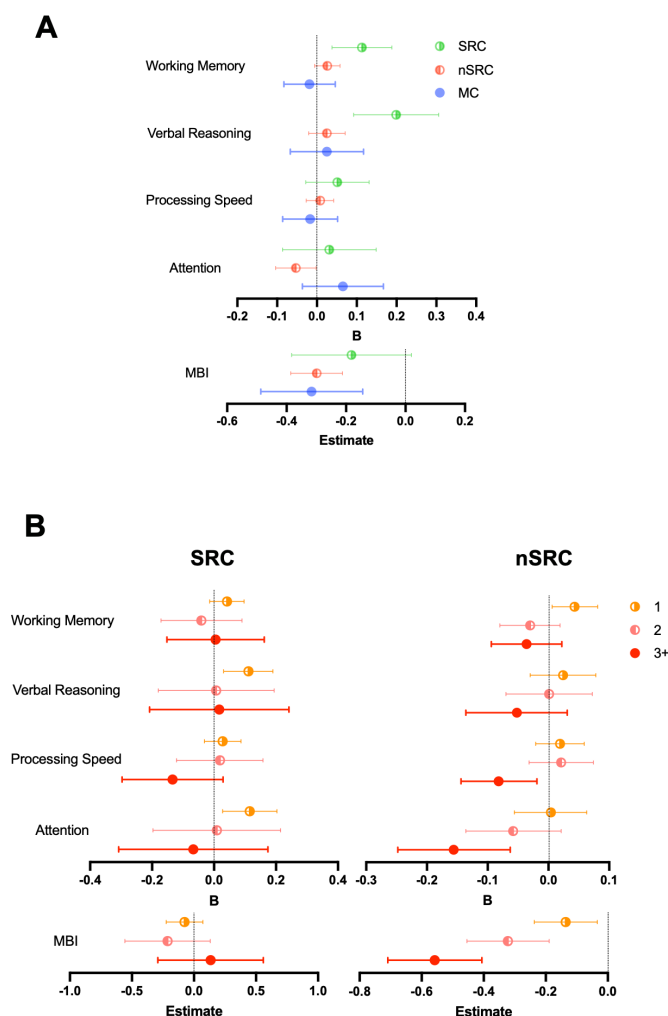 A
SRC
nSRC
MC
Working Memory
Verbal Reasoning
Processing Speed
Attention
-0.2 -0.1 0.0 0.1 0.2 0.3 0.4
B
MBI
-0.6 -0.4 -0.2 0.0 0.2
Estimate
B
SRC nSRC
1
2
3+
Working Memory
Verbal Reasoning
Processing Speed
Attention
-0.4 -0.2 0.0 0.2 0.4 -0.3 -0.2 -0.1 0.0 0.1
B B
MBI
-1.0 -0.5 0.0 0.5 1.0 -0.8 -0.6 -0.4 -0.2 0.0
Estimate Estimate